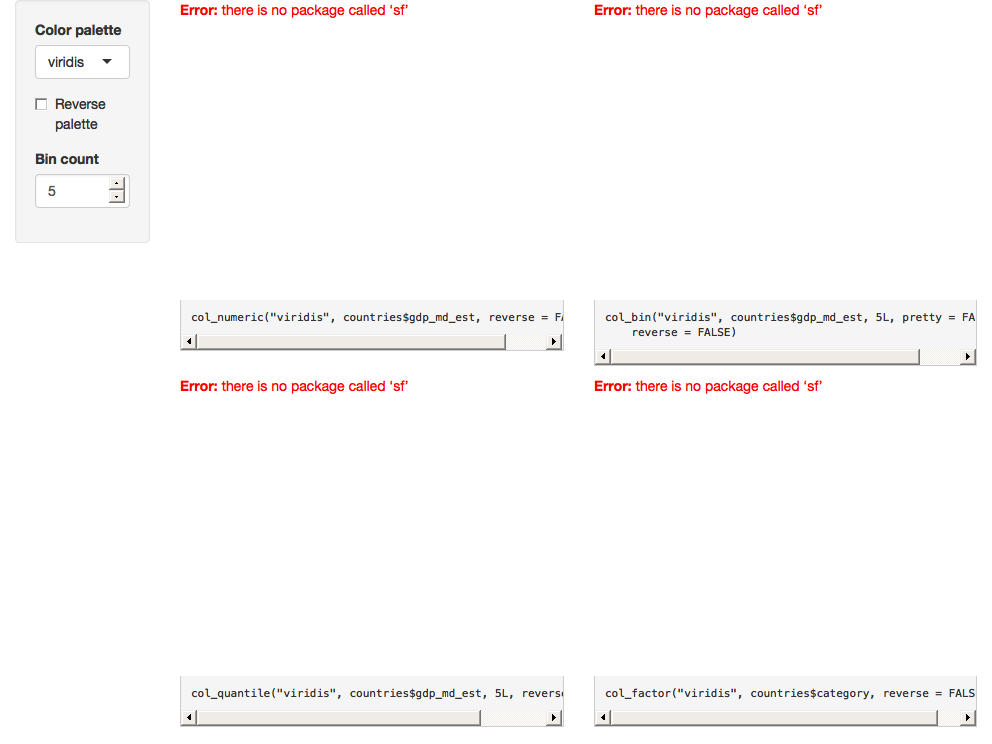 Color palette
viridis
Reverse
palette
Bin count
5
Error: there is no package called ‘sf’
Error: there is no package called ‘sf’
col_numeric("viridis", countries$gdp_md_est, reverse = FA
col_bin("viridis", countries$gdp_md_est, 5L, pretty = FA
reverse = FALSE)
Error: there is no package called ‘sf’
Error: there is no package called ‘sf’
col_quantile("viridis", countries$gdp_md_est, 5L, revers
col_factor("viridis", countries$category, reverse = FALS